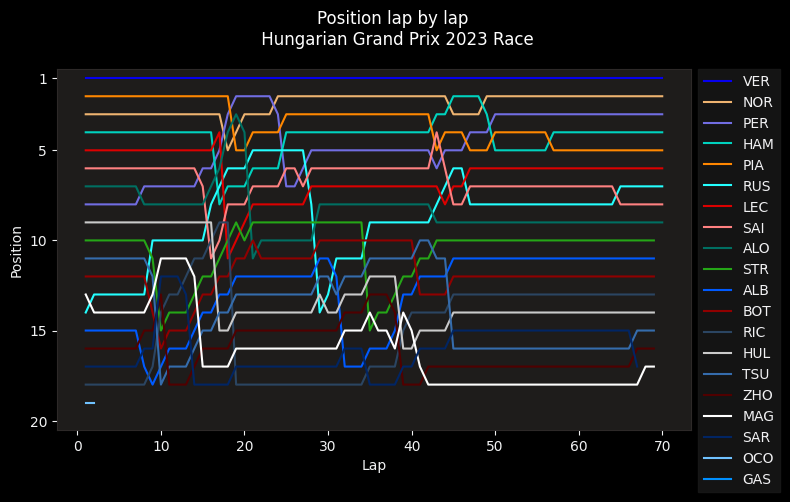 Position lap by lap
Hungarian Grand Prix 2023 Race
Position
1
5
10
15
20
0 10 20 30 40 50 60 70
Lap
VER
NOR
PER
HAM
PIA
RUS
LEC
SAI
ALO
STR
ALB
BOT
RIC
HUL
TSU
ZHO
MAG
SAR
OCO
GAS